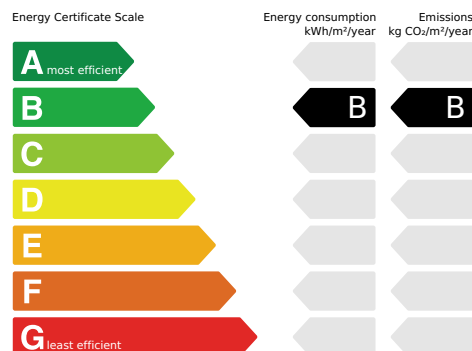 Energy Certificate Scale
Energy consumption
kWh/m²/year
Emissions
kg CO₂/m²/year
A most efficient
B
B
B
C
D
E
F
G least efficient